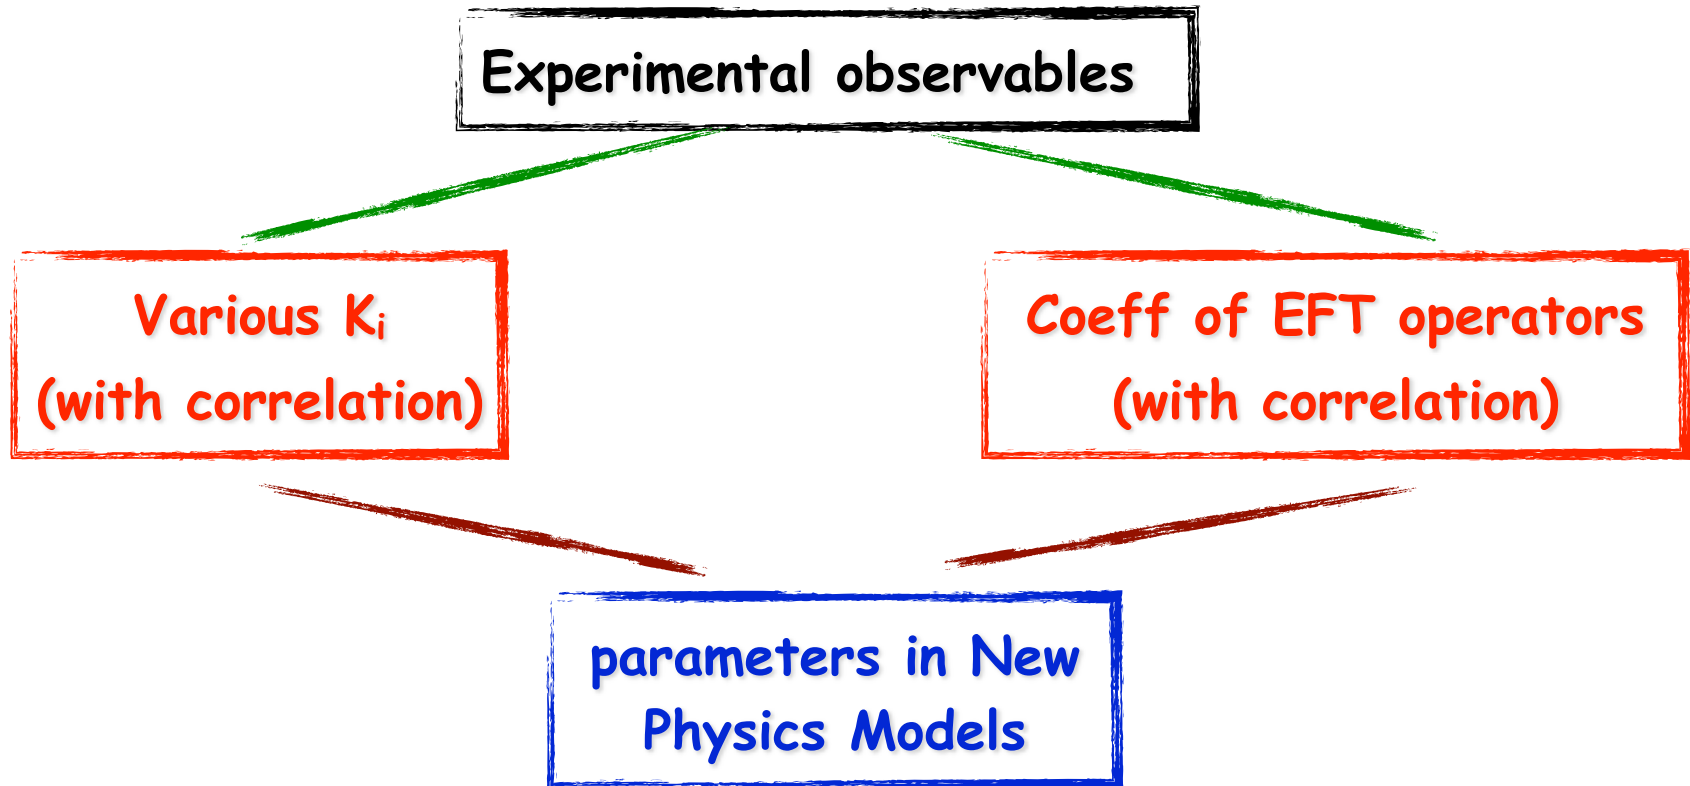 Experimental observables
Various Kᵢ
(with correlation)
Coeff of EFT operators
(with correlation)
parameters in New
Physics Models